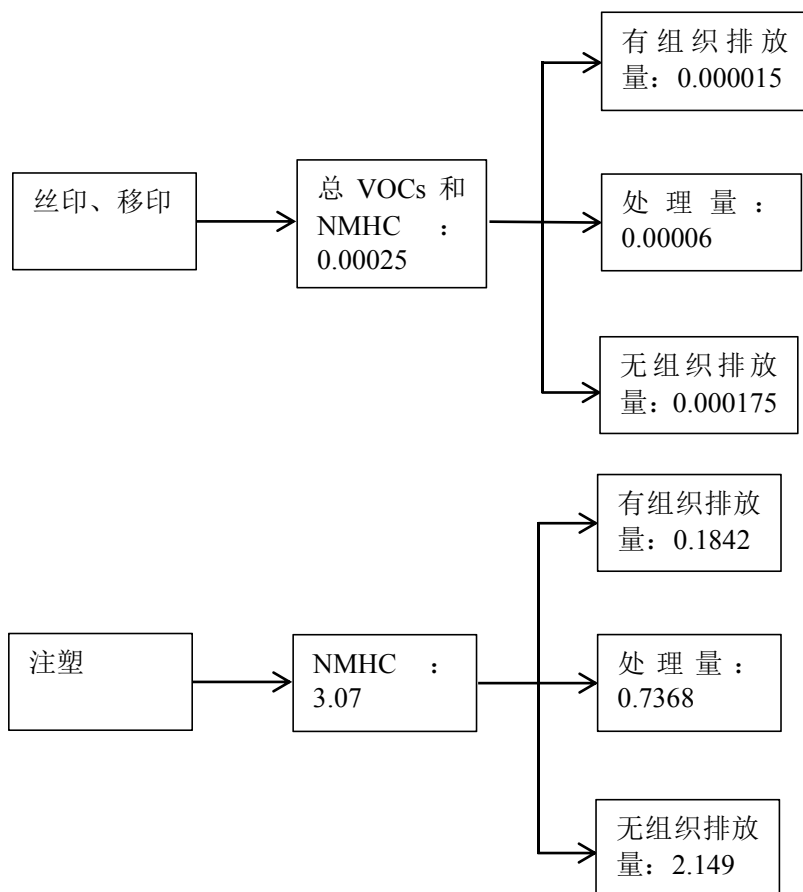 有组织排放
量：0.000015
丝印、移印
总 VOCs 和
NMHC ：
0.00025
处理量：
0.00006
无组织排放
量：0.000175
有组织排放
量：0.1842
注塑
NMHC ：
3.07
处理量：
0.7368
无组织排放
量：2.149